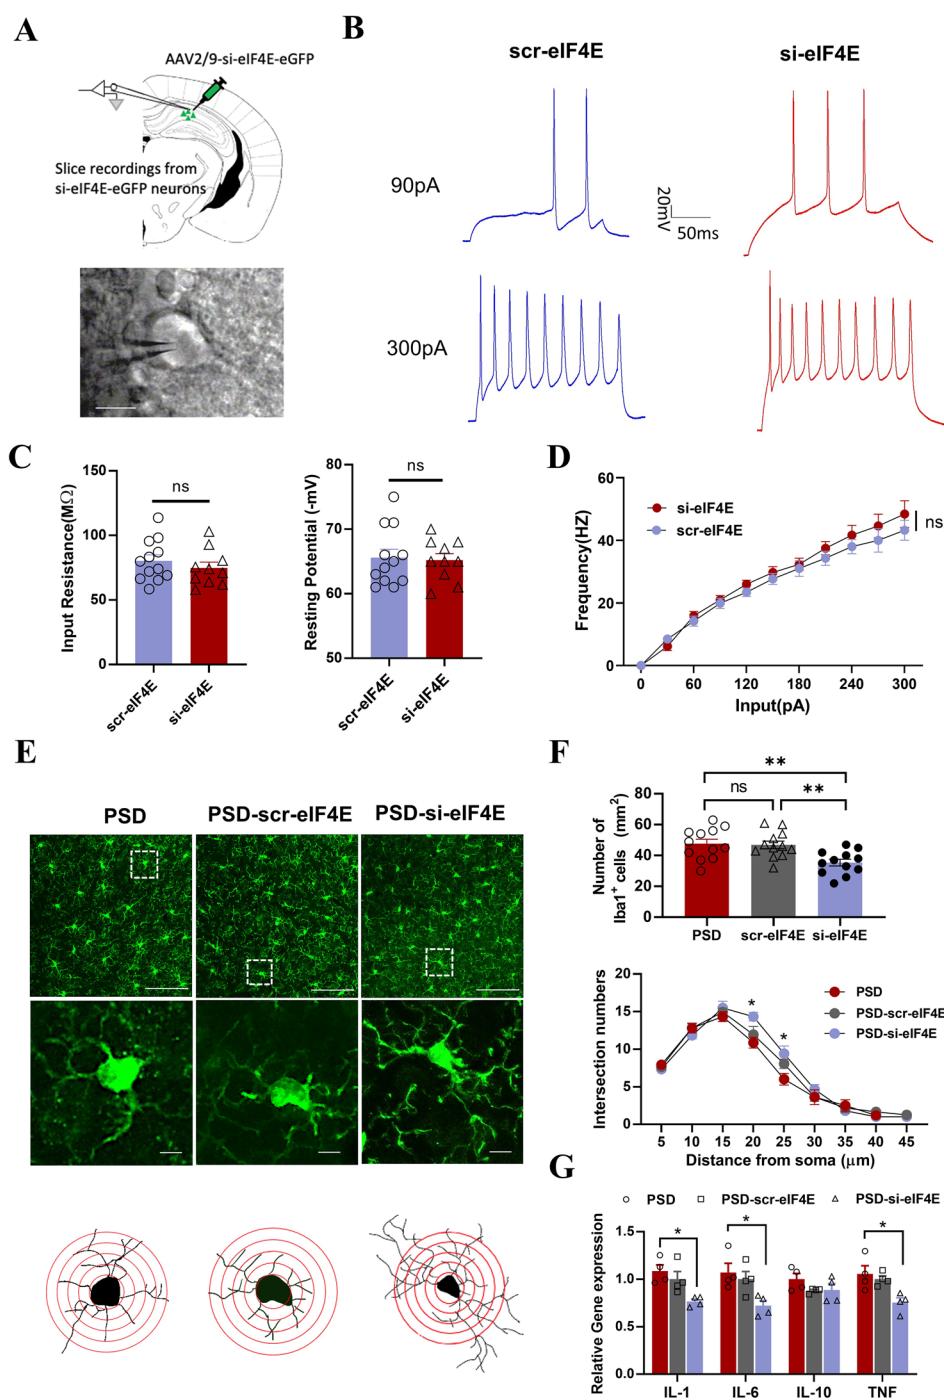 A
AAV2/9-si-eIF4E-eGFP
Slice recordings from
si-eIF4E-eGFP neurons
B
scr-eIF4E
si-eIF4E
90pA
20mV
50ms
300pA
C
Input Resistance(MΩ)
150
100
50
0
ns
scr-eIF4E
si-eIF4E
Resting Potential (-mV)
80
75
70
65
60
50
ns
scr-eIF4E
si-eIF4E
D
Frequency(HZ)
60
40
20
0
si-eIF4E
scr-eIF4E
ns
0 60 120 180 240 300
Input(pA)
E
PSD
PSD-scr-eIF4E
PSD-si-eIF4E
F
Number of
Iba1+ cells (mm2)
80
60
40
20
0
**
ns
**
PSD
scr-eIF4E
si-eIF4E
Intersection numbers
20
15
10
5
0
*
*
PSD
PSD-scr-eIF4E
PSD-si-eIF4E
5 10 15 20 25 30 35 40 45
Distance from soma (μm)
G
PSD
PSD-scr-eIF4E
PSD-si-eIF4E
Relative Gene expression
1.5
1.0
0.5
0.0
*
*
*
IL-1
IL-6
IL-10
TNF